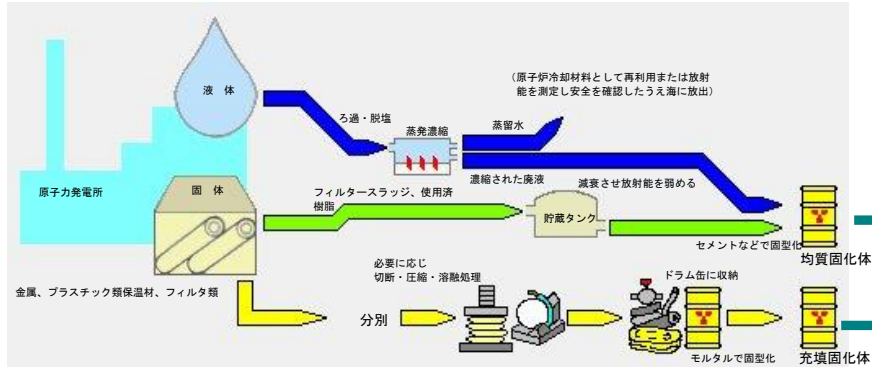 （原子炉冷却材料として再利用または放射
能を測定し安全を確認したうえ海に放出）
液　体
ろ過・脱塩
蒸発濃縮
蒸留水
濃縮された廃液
減衰させ放射能を弱める
原子力発電所
固　体
フィルタースラッジ、使用済
樹脂
貯蔵タンク
セメントなどで固型化
均質固化体
金属、プラスチック類保温材、フィルタ類
必要に応じ
切断・圧縮・溶融処理
ドラム缶に収納
分別
モルタルで固型化
充填固化体